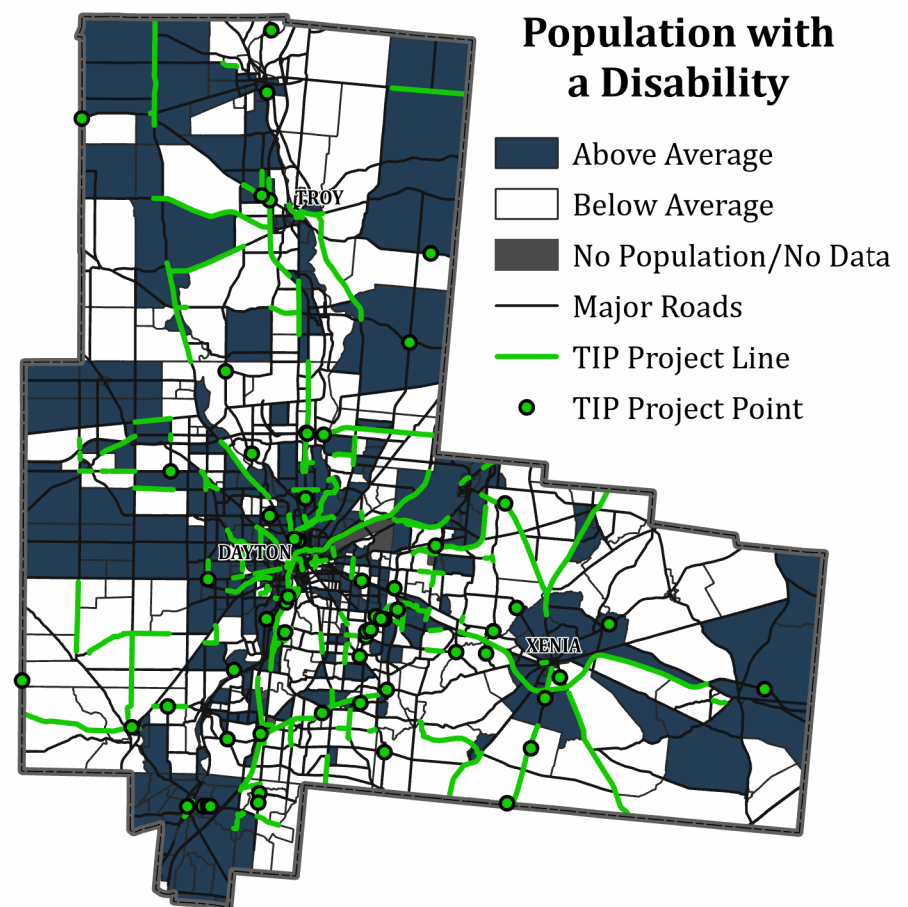 Population with
a Disability
Above Average
Below Average
No Population/No Data
Major Roads
TIP Project Line
TIP Project Point
TROY
DAYTON
XENIA